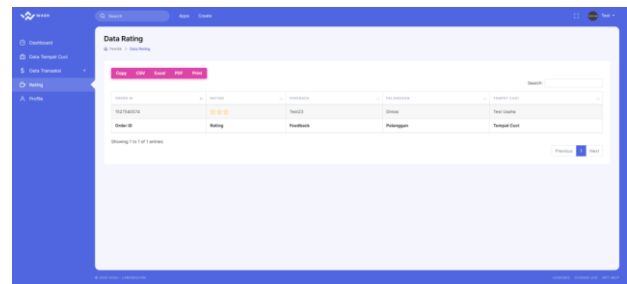 WASH
Search
Apps Create
Test
Dashboard
Data Tempat Cuci
Data Transaksi
Rating
Profile
Data Rating
/ Data Rating
Copy CSV Excel PDF Print
Search:
ORDER ID RATING FEEDBACK PELANGGAN TEMPAT CUCI
Test23 Dimas Test Usaha
Order ID Rating Feedback Pelanggan Tempat Cuci
Showing 1 to 1 of 1 entries
Previous 1 Next